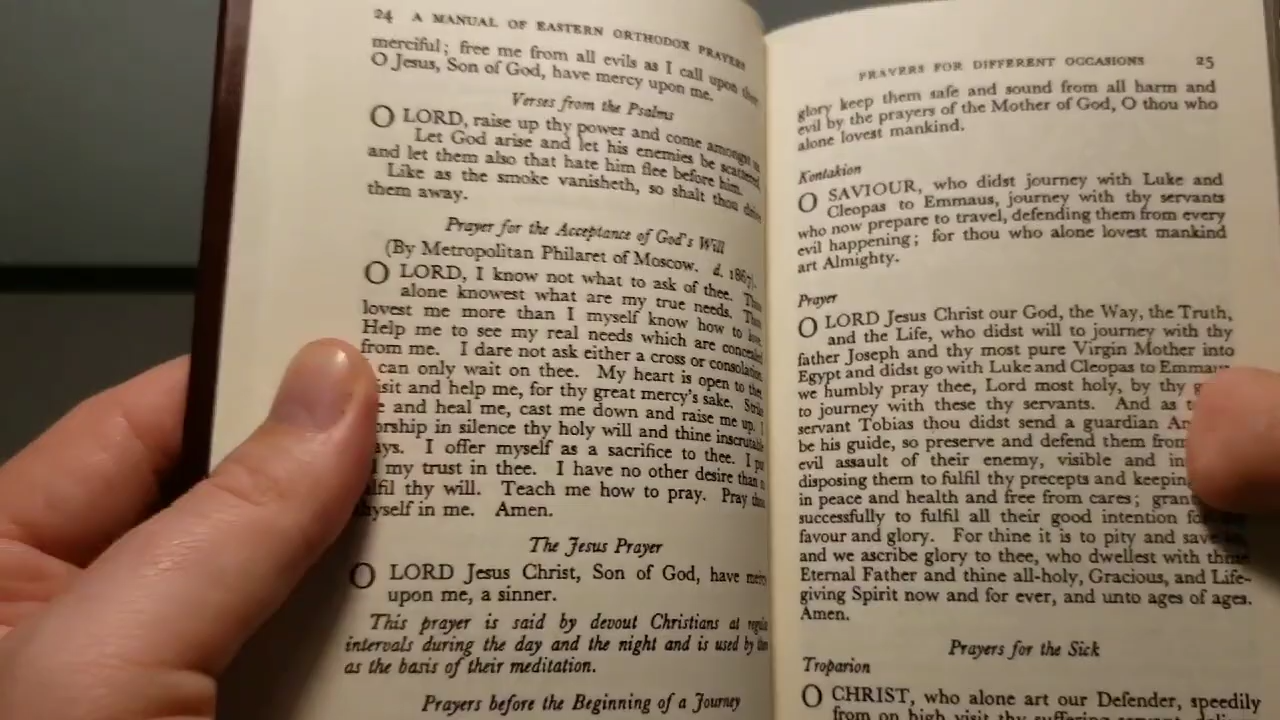 24 A MANUAL OF EASTERN ORTHODOX PRAYERS
merciful; free me from all evils as I call upon thee
O Jesus, Son of God, have mercy upon me.
Verses from the Psalms
O LORD, raise up thy power and come amongst us
Let God arise and let his enemies be scattered,
and let them also that hate him flee before him.
Like as the smoke vanisheth, so shalt thou drive
them away.
Prayer for the Acceptance of God's Will
(By Metropolitan Philaret of Moscow. d. 1867).
O LORD, I know not what to ask of thee. Thou
alone knowest what are my true needs. Thou
lovest me more than I myself know how to love.
Help me to see my real needs which are concealed
from me. I dare not ask either a cross or consolation.
can only wait on thee. My heart is open to thee
isit and help me, for thy great mercy's sake. Strike
e and heal me, cast me down and raise me up. I
orship in silence thy holy will and thine inscrutable
ays. I offer myself as a sacrifice to thee. I put
l my trust in thee. I have no other desire than to
lfil thy will. Teach me how to pray. Pray thou
hyself in me. Amen.
The Jesus Prayer
O LORD Jesus Christ, Son of God, have mercy
upon me, a sinner.
This prayer is said by devout Christians at regular
intervals during the day and the night and is used by them
as the basis of their meditation.
Prayers before the Beginning of a Journey
PRAYERS FOR DIFFERENT OCCASIONS 25
glory keep them safe and sound from all harm and
evil by the prayers of the Mother of God, O thou who
alone lovest mankind.
Kontakion
O SAVIOUR, who didst journey with Luke and
Cleopas to Emmaus, journey with thy servants
who now prepare to travel, defending them from every
evil happening; for thou who alone lovest mankind
art Almighty.
Prayer
O LORD Jesus Christ our God, the Way, the Truth,
and the Life, who didst will to journey with thy
father Joseph and thy most pure Virgin Mother into
Egypt and didst go with Luke and Cleopas to Emmaus,
we humbly pray thee, Lord most holy, by thy g
to journey with these thy servants. And as t
servant Tobias thou didst send a guardian An
be his guide, so preserve and defend them from
evil assault of their enemy, visible and in
disposing them to fulfil thy precepts and keeping
in peace and health and free from cares; grant
successfully to fulfil all their good intention for
favour and glory. For thine it is to pity and save
and we ascribe glory to thee, who dwellest with thine
Eternal Father and thine all-holy, Gracious, and Life-
giving Spirit now and for ever, and unto ages of ages.
Amen.
Prayers for the Sick
Troparion
O CHRIST, who alone art our Defender, speedily
from on high visit thy suffering